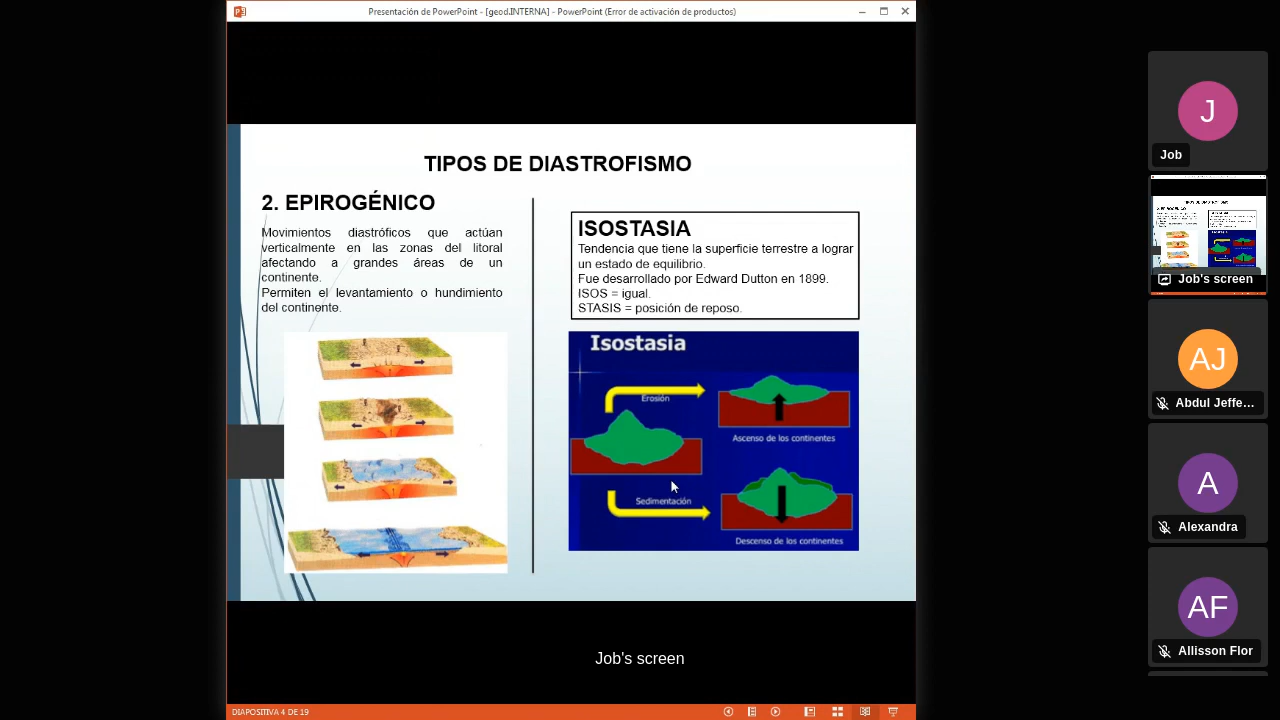 Presentación de PowerPoint - [geod.INTERNA] - PowerPoint (Error de activación de productos)
TIPOS DE DIASTROFISMO
2. EPIROGÉNICO
Movimientos diastróficos que actúan
verticalmente en las zonas del litoral
afectando a grandes áreas de un
continente.
Permiten el levantamiento o hundimiento
del continente.
ISOSTASIA
Tendencia que tiene la superficie terrestre a lograr
un estado de equilibrio.
Fue desarrollado por Edward Dutton en 1899.
ISOS = igual.
STASIS = posición de reposo.
Isostasia
Erosión
Ascenso de los continentes
Sedimentación
Descenso de los continentes
Job's screen
DIAPOSITIVA 4 DE 19
J
Job
Job's screen
AJ
Abdul Jeffe...
A
Alexandra
AF
Allisson Flor